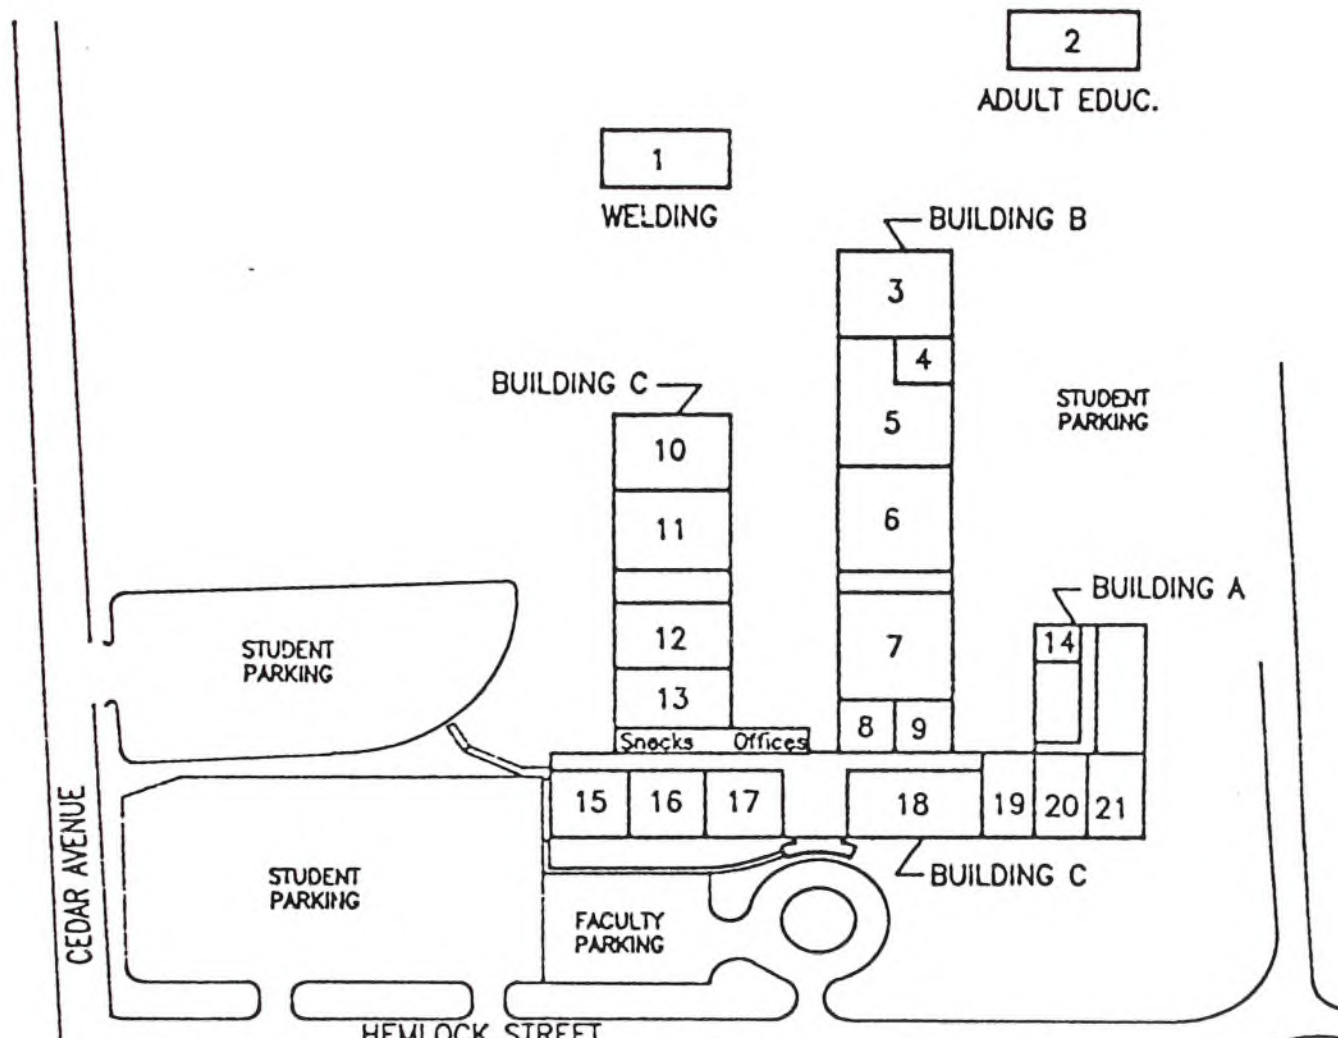 2
ADULT EDUC.
1
WELDING
BUILDING B
3
4
BUILDING C
STUDENT
PARKING
5
10
6
11
BUILDING A
STUDENT
PARKING
12
7
14
13
8
9
Snacks
Offices
15
16
17
18
19
20
21
CEDAR AVENUE
STUDENT
PARKING
BUILDING C
FACULTY
PARKING
HEMLOCK STREET